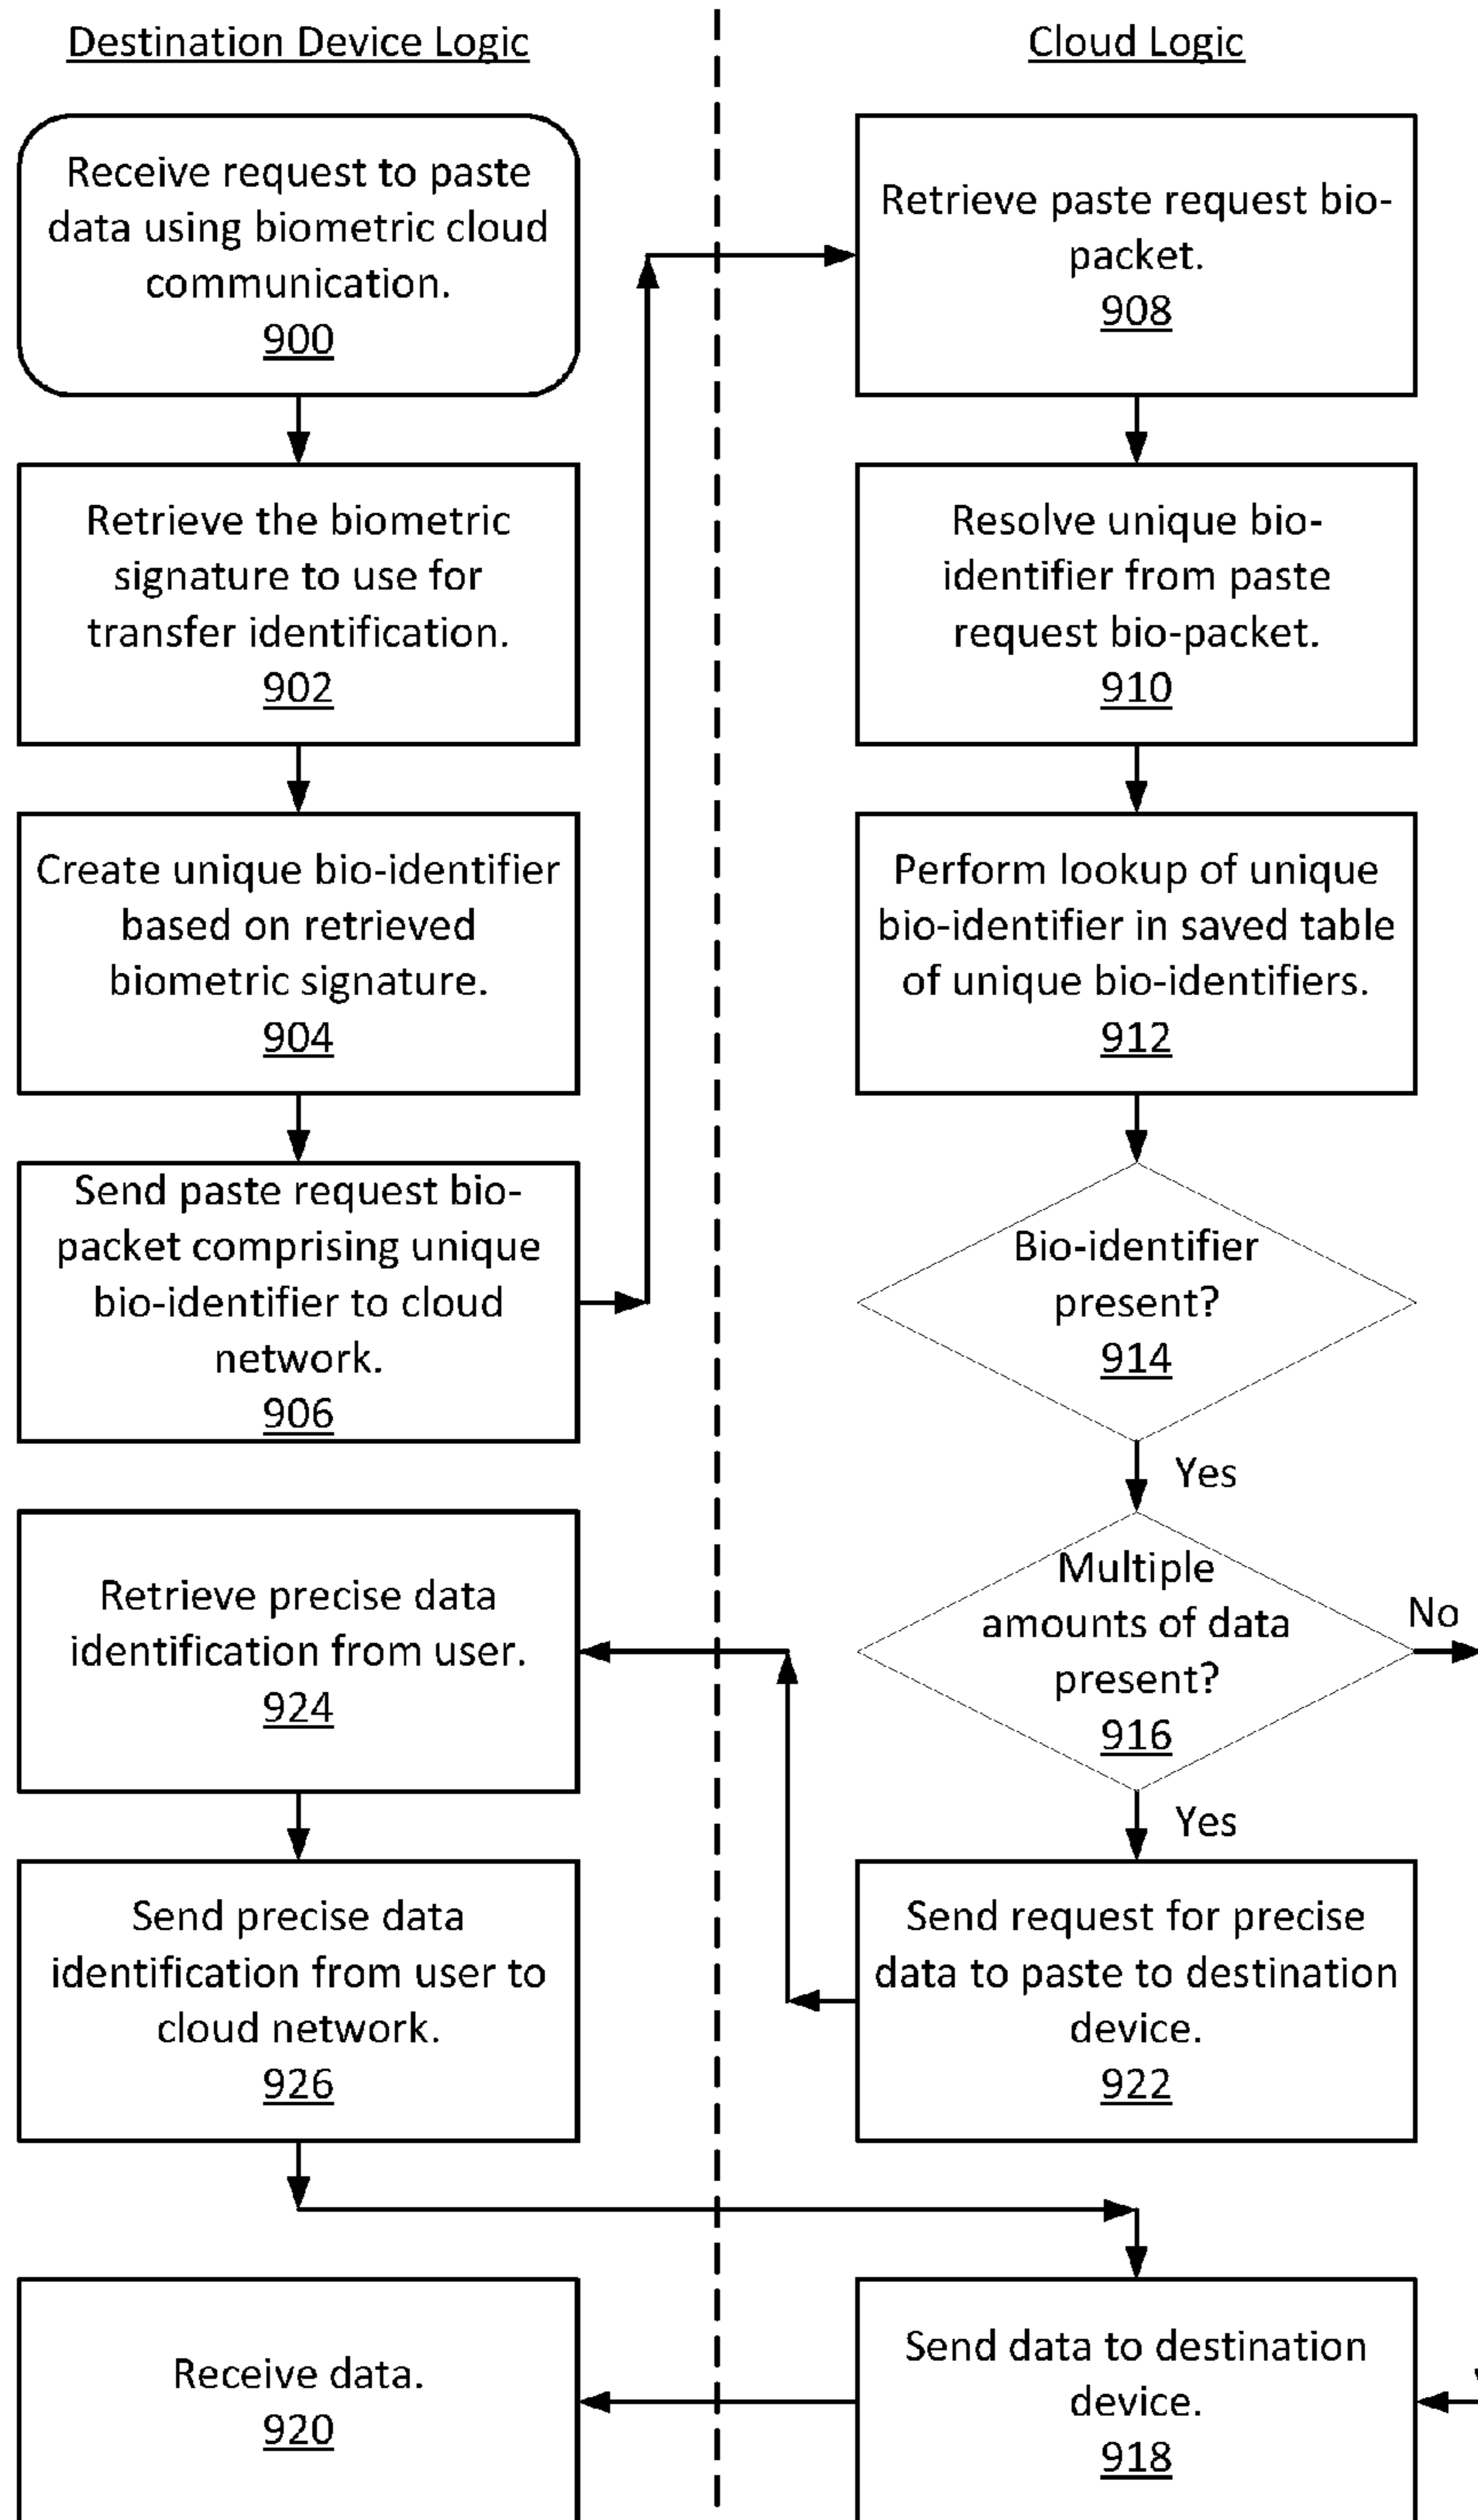 Destination Device Logic
Receive request to paste
data using biometric cloud
communication.
900
Retrieve the biometric
signature to use for
transfer identification.
902
Create unique bio-identifier
based on retrieved
biometric signature.
904
Send paste request bio-
packet comprising unique
bio-identifier to cloud
network.
906
Cloud Logic
Retrieve paste request bio-
packet.
908
Resolve unique bio-
identifier from paste
request bio-packet.
910
Perform lookup of unique
bio-identifier in saved table
of unique bio-identifiers.
912
Bio-identifier
present?
914
Yes
Multiple
amounts of data
present?
916
No
Yes
Send request for precise
data to paste to destination
device.
922
Retrieve precise data
identification from user.
924
Send precise data
identification from user to
cloud network.
926
Send data to destination
device.
918
Receive data.
920